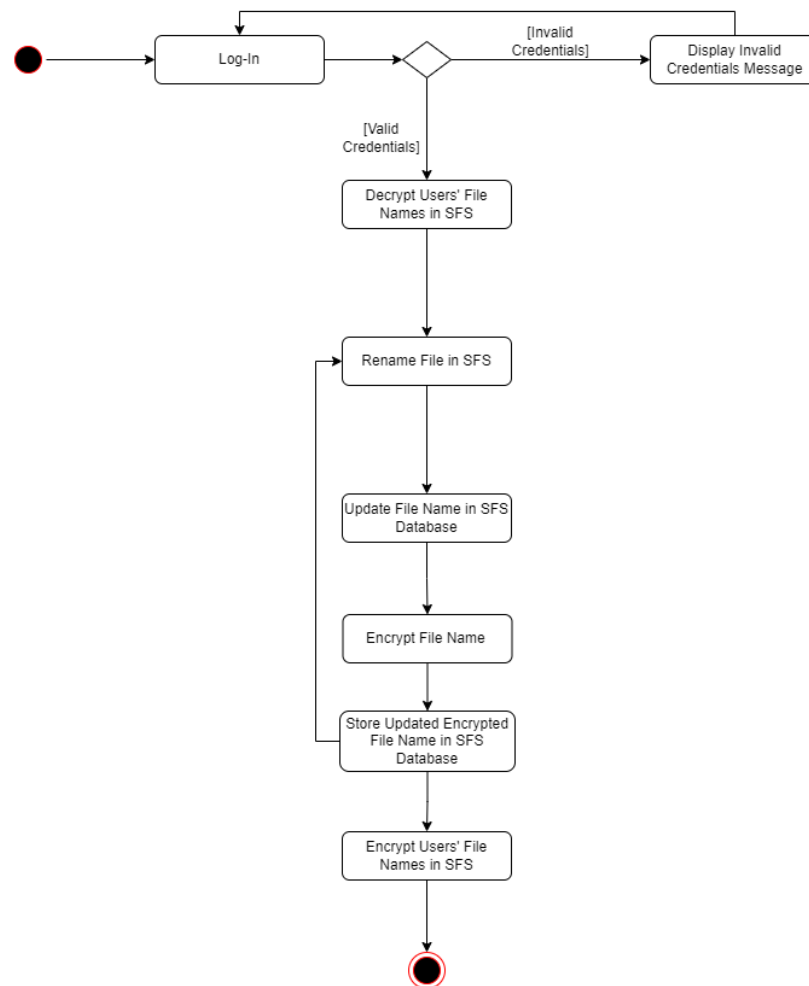 [Invalid
Credentials]
Log-In
Display Invalid
Credentials Message
[Valid
Credentials]
Decrypt Users' File
Names in SFS
Rename File in SFS
Update File Name in SFS
Database
Encrypt File Name
Store Updated Encrypted
File Name in SFS
Database
Encrypt Users' File
Names in SFS